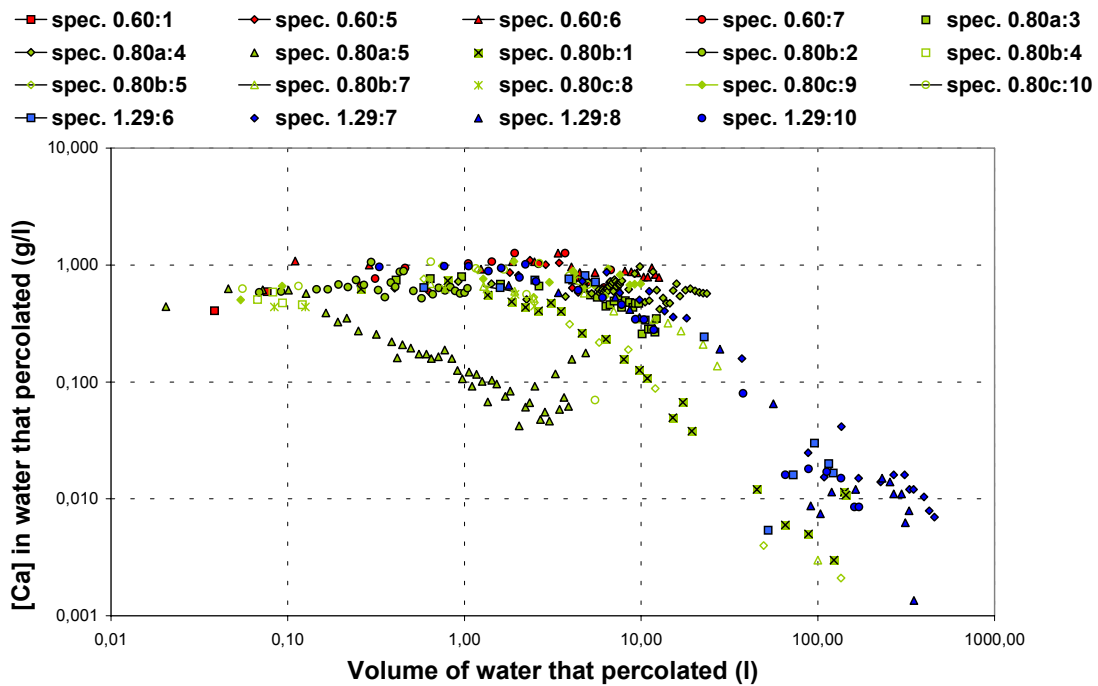 spec. 0.60:1 spec. 0.60:5 spec. 0.60:6 spec. 0.60:7 spec. 0.80a:3
spec. 0.80a:4 spec. 0.80a:5 spec. 0.80b:1 spec. 0.80b:2 spec. 0.80b:4
spec. 0.80b:5 spec. 0.80b:7 spec. 0.80c:8 spec. 0.80c:9 spec. 0.80c:10
spec. 1.29:6 spec. 1.29:7 spec. 1.29:8 spec. 1.29:10
[Ca] in water that percolated (g/l)
10,000
1,000
0,100
0,010
0,001
0,01 0,10 1,00 10,00 100,00 1000,00
Volume of water that percolated (l)